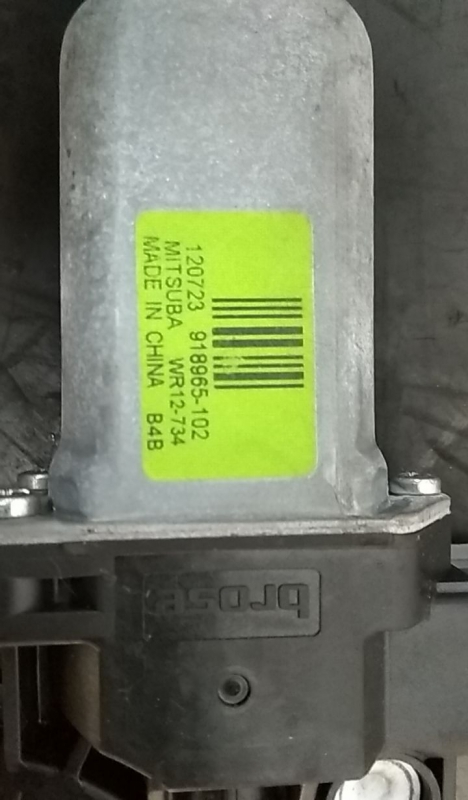 120723 918965-102
MITSUBA WR12-734
MADE IN CHINA B4B
brose